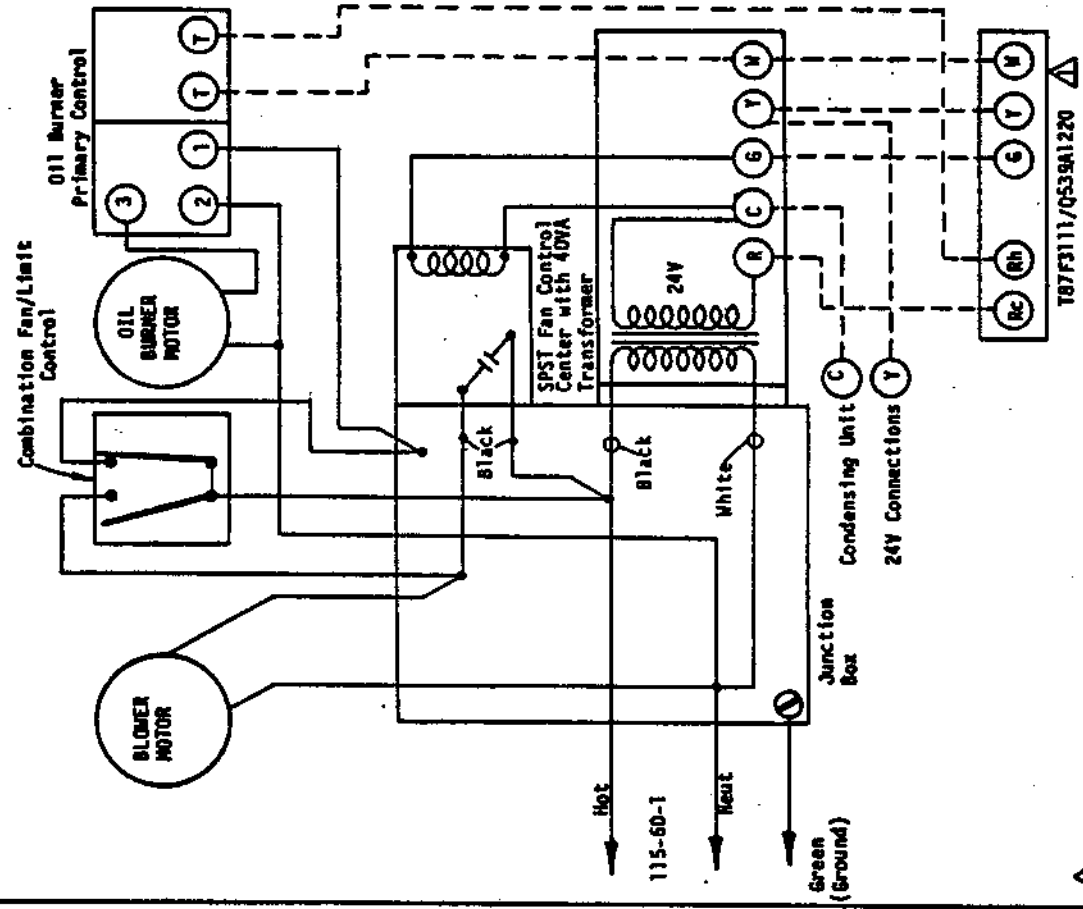 Oil Burner
Primary Control
T
T
1
2
3
OIL
BURNER
MOTOR
Combination Fan/Limit
Control
BLOWER
MOTOR
SPST Fan Control
Center with 40VA
Transformer
24V
W
Y
G
C
R
Black
Black
White
Junction
Box
Hot
115-60-1
Neut
Green
(Ground)
C
Condensing Unit
Y
24V Connections
W
Y
G
Rh
Rc
T87F3111/Q539A1220